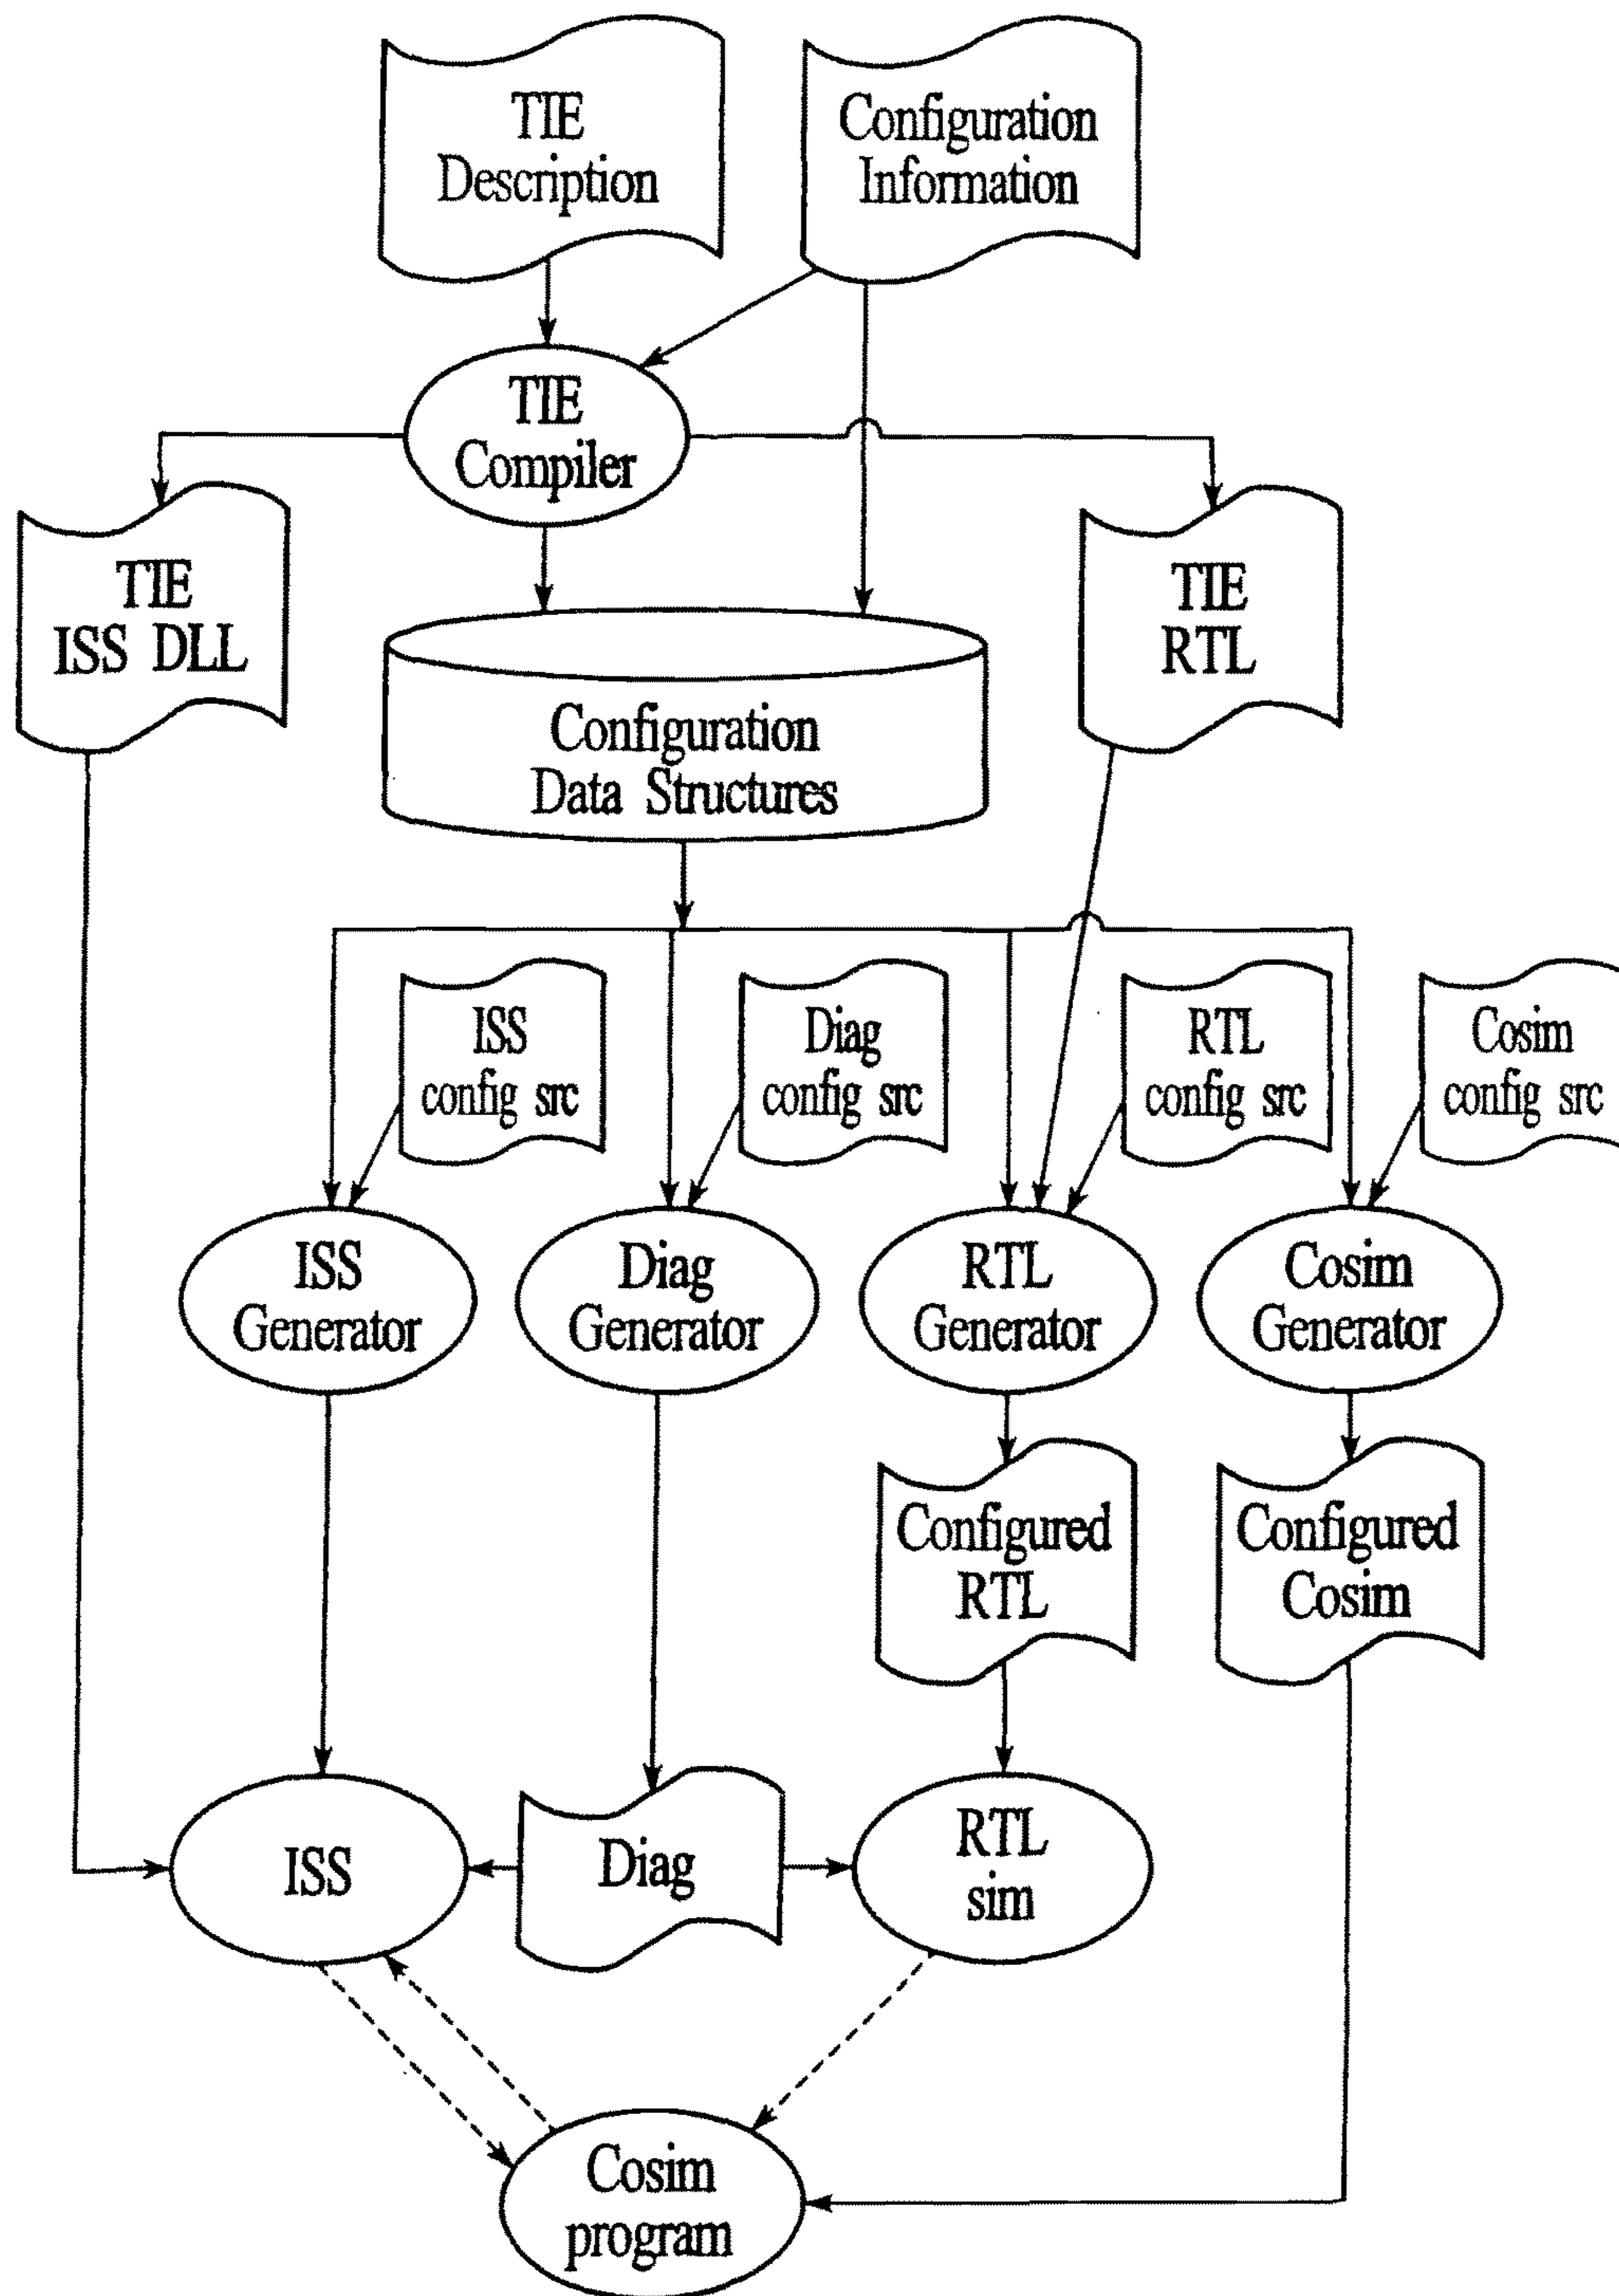 TIE
Description
Configuration
Information
TIE
Compiler
TIE
ISS DLL
TIE
RTL
Configuration
Data Structures
ISS
config src
Diag
config src
RTL
config src
Cosim
config src
ISS
Generator
Diag
Generator
RTL
Generator
Cosim
Generator
Configured
RTL
Configured
Cosim
ISS
Diag
RTL
sim
Cosim
program